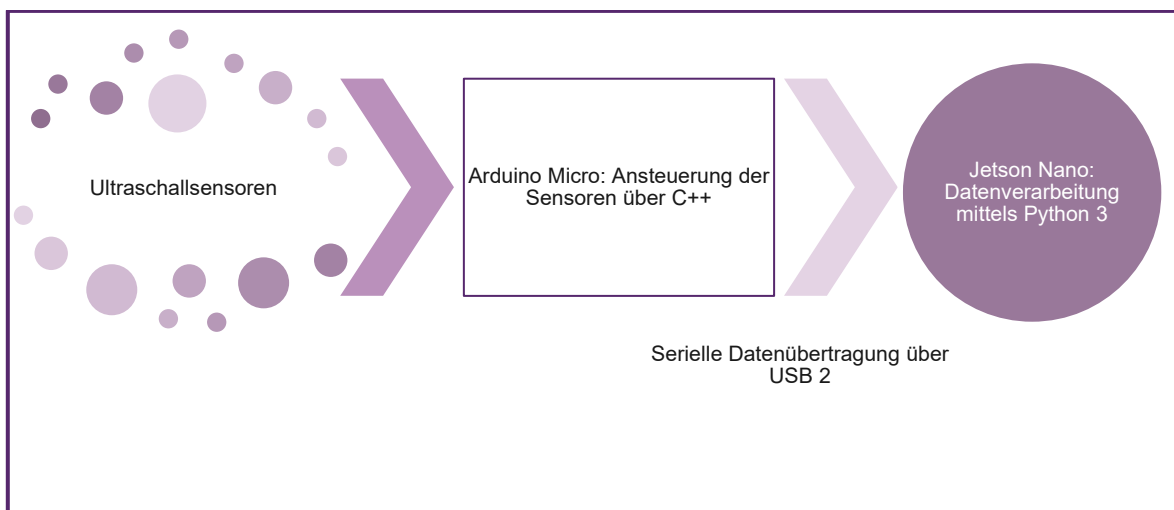 Ultraschallsensoren
Arduino Micro: Ansteuerung der
Sensoren über C++
Jetson Nano:
Datenverarbeitung
mittels Python 3
Serielle Datenübertragung über
USB 2